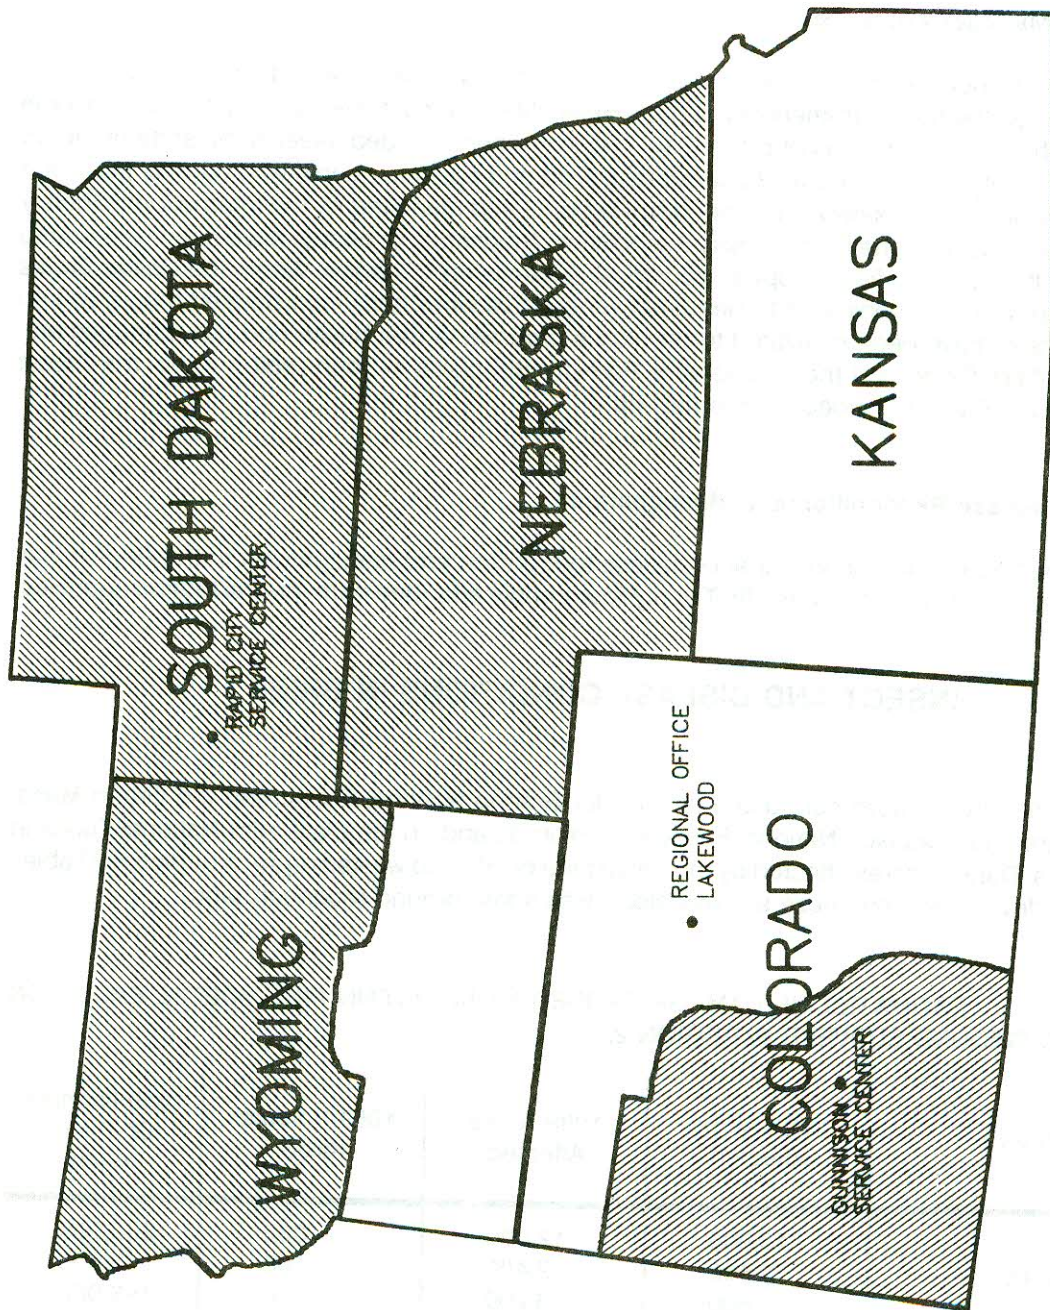 SOUTH DAKOTA
RAPID CITY
SERVICE CENTER
WYOMING
NEBRASKA
REGIONAL OFFICE
LAKEWOOD
COLORADO
GUNNISON
SERVICE CENTER
KANSAS